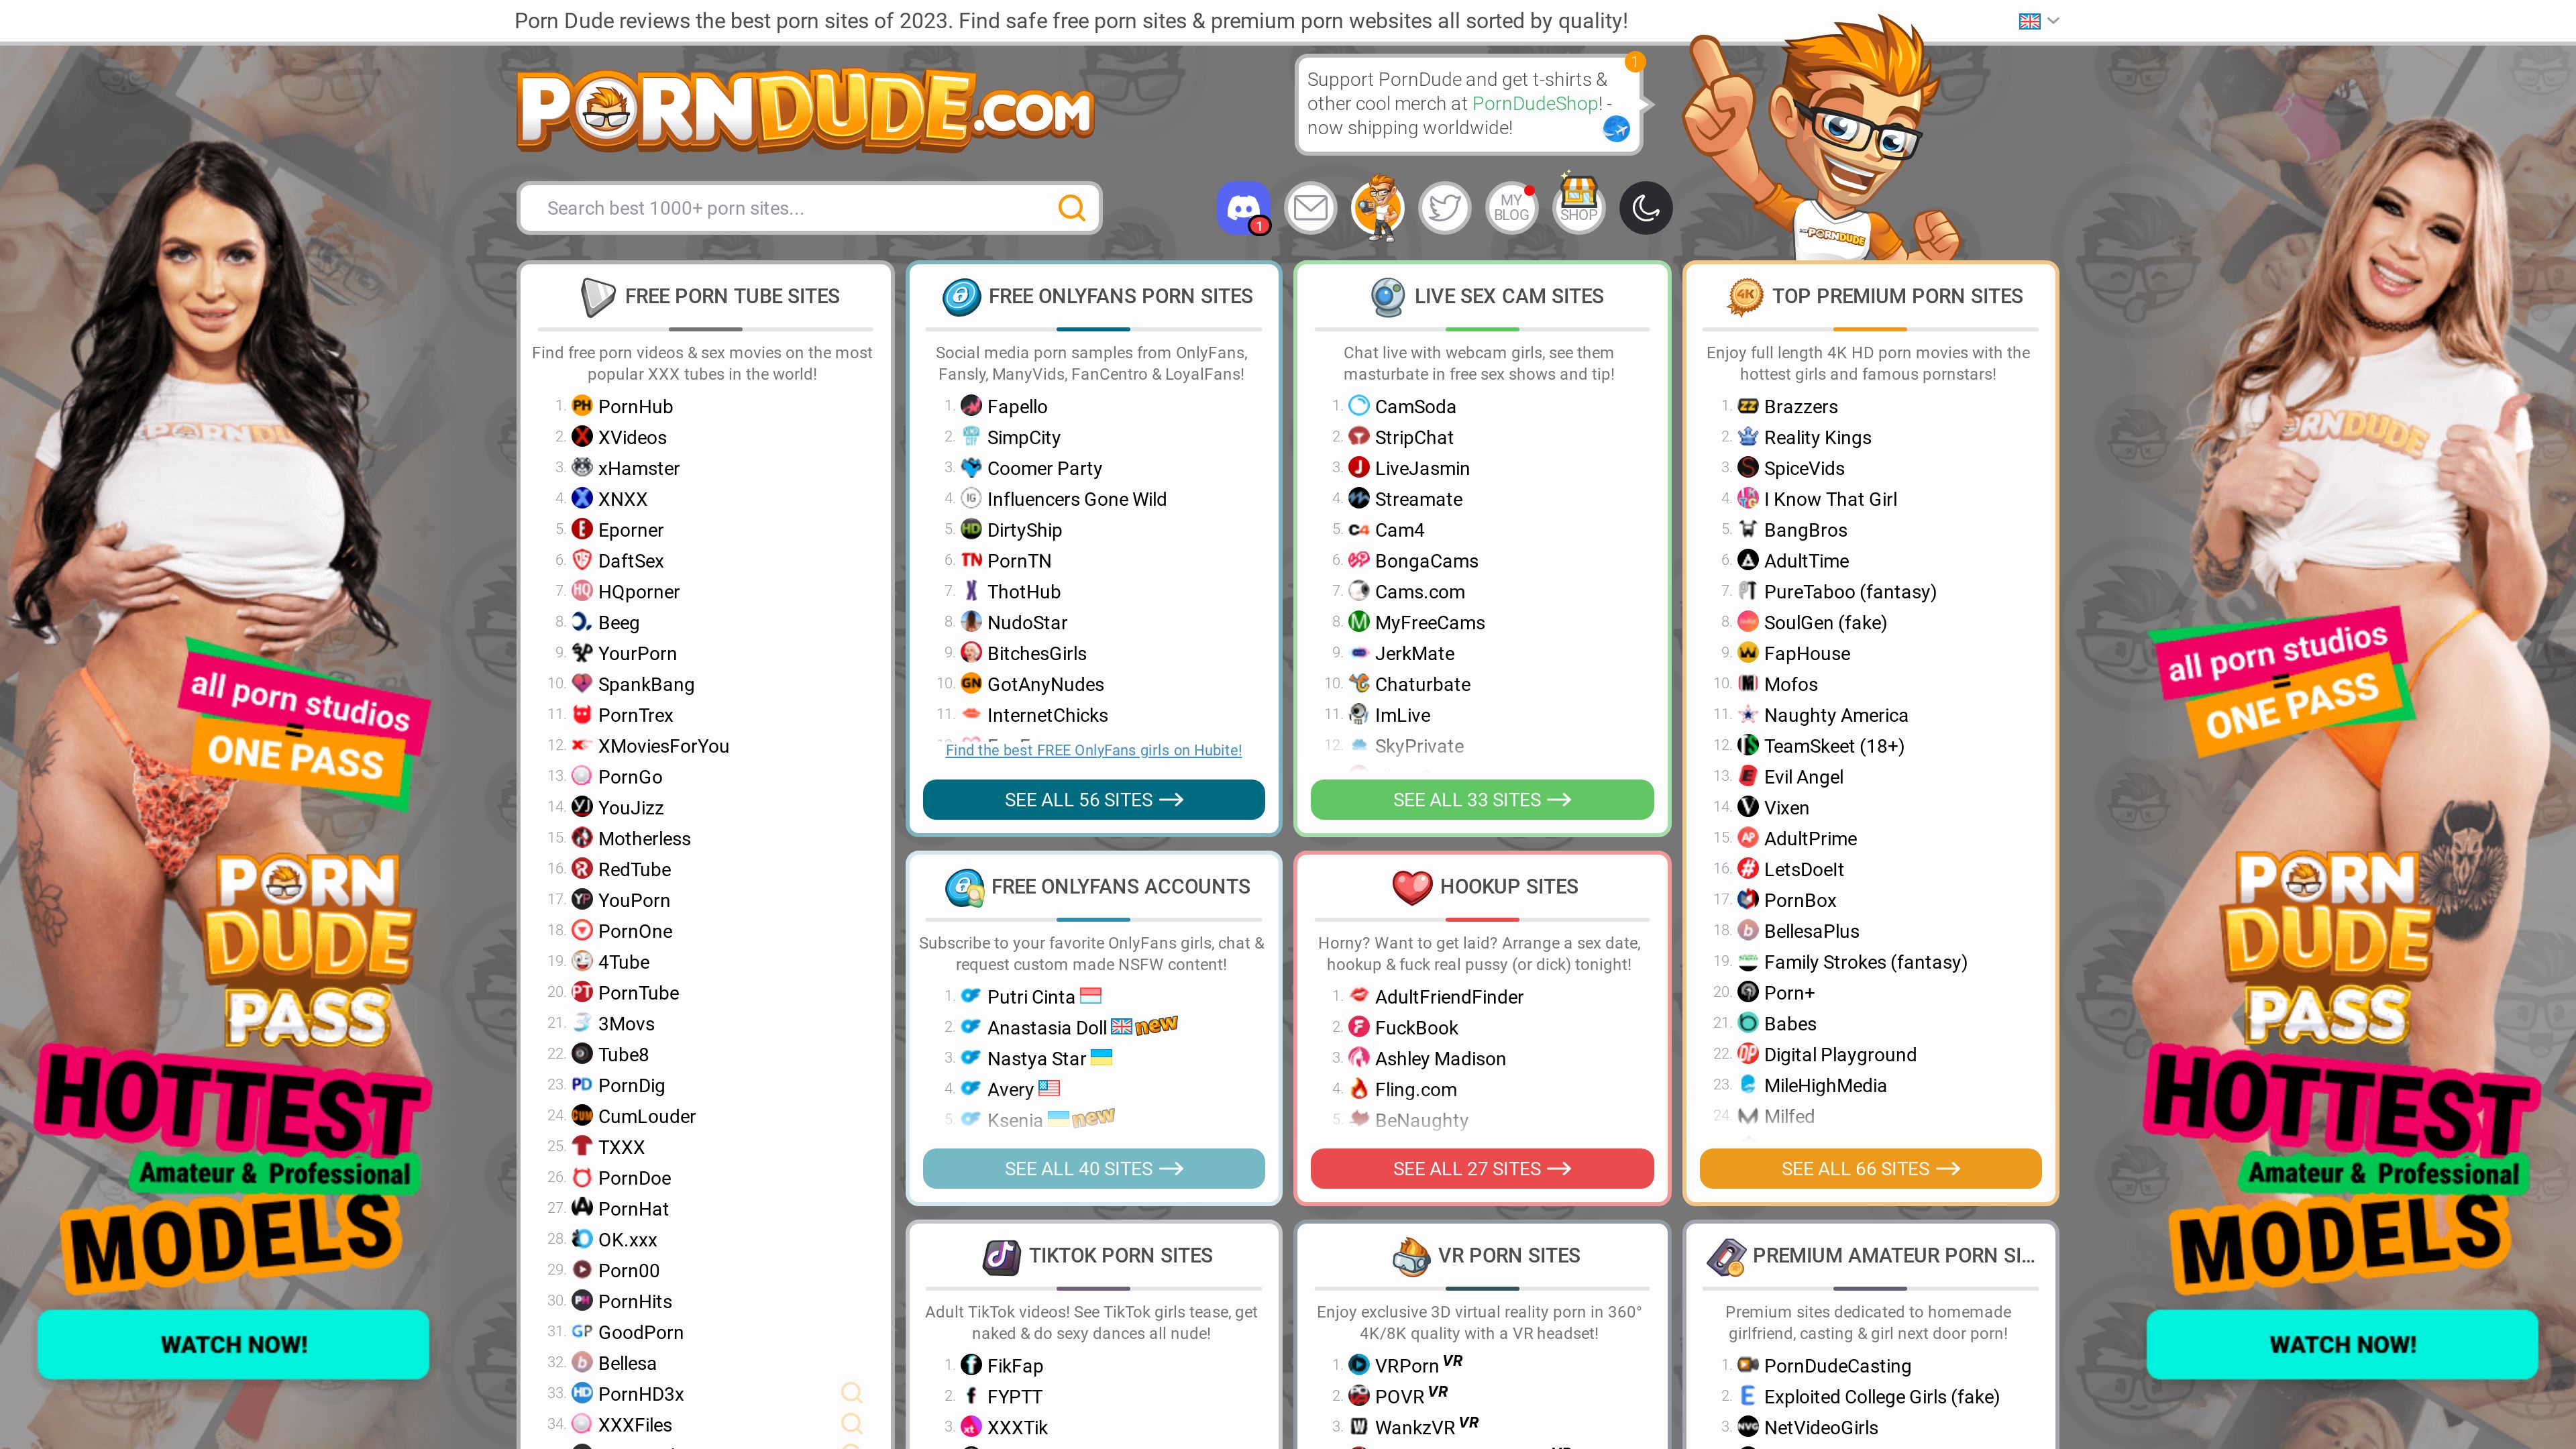 Porn Dude reviews the best porn sites of 2023. Find safe free porn sites & premium porn websites all sorted by quality!
PORNDUDE.COM
Support PornDude and get t-shirts &
other cool merch at PornDudeShop! -
now shipping worldwide!
1
Search best 1000+ porn sites...
1
MY
BLOG
SHOP
PORNDUDE
FREE PORN TUBE SITES
Find free porn videos & sex movies on the most
popular XXX tubes in the world!
1. PornHub
2. XVideos
3. xHamster
4. XNXX
5. Eporner
6. DaftSex
7. HQporner
8. Beeg
9. YourPorn
10. SpankBang
11. PornTrex
12. XMoviesForYou
13. PornGo
14. YouJizz
15. Motherless
16. RedTube
17. YouPorn
18. PornOne
19. 4Tube
20. PornTube
21. 3Movs
22. Tube8
23. PornDig
24. CumLouder
25. TXXX
26. PornDoe
27. PornHat
28. OK.xxx
29. Porn00
30. PornHits
31. GoodPorn
32. Bellesa
33. PornHD3x
34. XXXFiles
FREE ONLYFANS PORN SITES
Social media porn samples from OnlyFans,
Fansly, ManyVids, FanCentro & LoyalFans!
1. Fapello
2. SimpCity
3. Coomer Party
4. Influencers Gone Wild
5. DirtyShip
6. PornTN
7. ThotHub
8. NudoStar
9. BitchesGirls
10. GotAnyNudes
11. InternetChicks
Find the best FREE OnlyFans girls on Hubite!
SEE ALL 56 SITES
LIVE SEX CAM SITES
Chat live with webcam girls, see them
masturbate in free sex shows and tip!
1. CamSoda
2. StripChat
3. LiveJasmin
4. Streamate
5. Cam4
6. BongaCams
7. Cams.com
8. MyFreeCams
9. JerkMate
10. Chaturbate
11. ImLive
12. SkyPrivate
SEE ALL 33 SITES
TOP PREMIUM PORN SITES
Enjoy full length 4K HD porn movies with the
hottest girls and famous pornstars!
1. Brazzers
2. Reality Kings
3. SpiceVids
4. I Know That Girl
5. BangBros
6. AdultTime
7. PureTaboo (fantasy)
8. SoulGen (fake)
9. FapHouse
10. Mofos
11. Naughty America
12. TeamSkeet (18+)
13. Evil Angel
14. Vixen
15. AdultPrime
16. LetsDoeIt
17. PornBox
18. BellesaPlus
19. Family Strokes (fantasy)
20. Porn+
21. Babes
22. Digital Playground
23. MileHighMedia
24. Milfed
SEE ALL 66 SITES
FREE ONLYFANS ACCOUNTS
Subscribe to your favorite OnlyFans girls, chat &
request custom made NSFW content!
1. Putri Cinta
2. Anastasia Doll new
3. Nastya Star
4. Avery
5. Ksenia new
SEE ALL 40 SITES
HOOKUP SITES
Horny? Want to get laid? Arrange a sex date,
hookup & fuck real pussy (or dick) tonight!
1. AdultFriendFinder
2. FuckBook
3. Ashley Madison
4. Fling.com
5. BeNaughty
SEE ALL 27 SITES
TIKTOK PORN SITES
Adult TikTok videos! See TikTok girls tease, get
naked & do sexy dances all nude!
1. FikFap
2. FYPTT
3. XXXTik
VR PORN SITES
Enjoy exclusive 3D virtual reality porn in 360°
4K/8K quality with a VR headset!
1. VRPorn VR
2. POVR VR
3. WankzVR VR
PREMIUM AMATEUR PORN SI...
Premium sites dedicated to homemade
girlfriend, casting & girl next door porn!
1. PornDudeCasting
2. Exploited College Girls (fake)
3. NetVideoGirls
all porn studios
=
ONE PASS
PORN
DUDE
PASS
HOTTEST
Amateur & Professional
MODELS
WATCH NOW!
PORNDUDE
all porn studios
=
ONE PASS
PORN
DUDE
PASS
HOTTEST
Amateur & Professional
MODELS
WATCH NOW!